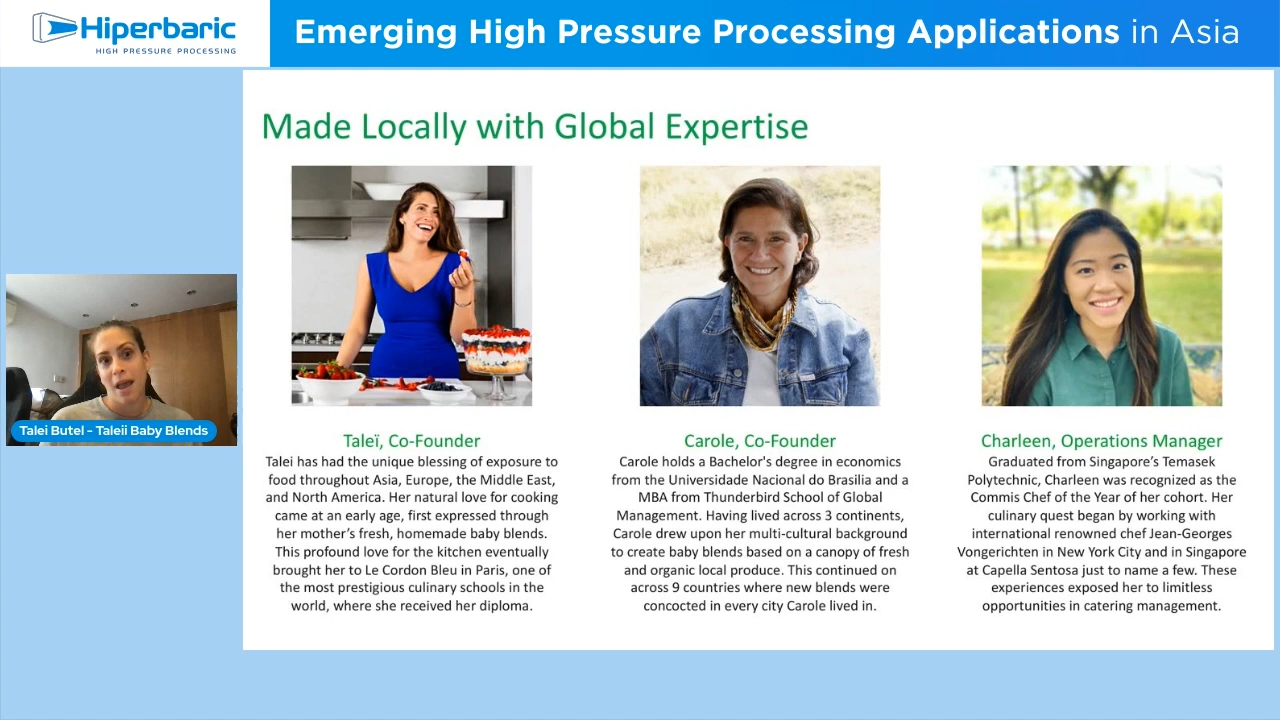 Hiperbaric
HIGH PRESSURE PROCESSING
Emerging High Pressure Processing Applications in Asia
Made Locally with Global Expertise
Talei Butel - Taleii Baby Blends
Taleï, Co-Founder
Talei has had the unique blessing of exposure to
food throughout Asia, Europe, the Middle East,
and North America. Her natural love for cooking
came at an early age, first expressed through
her mother's fresh, homemade baby blends.
This profound love for the kitchen eventually
brought her to Le Cordon Bleu in Paris, one of
the most prestigious culinary schools in the
world, where she received her diploma.
Carole, Co-Founder
Carole holds a Bachelor's degree in economics
from the Universidade Nacional do Brasilia and a
MBA from Thunderbird School of Global
Management. Having lived across 3 continents,
Carole drew upon her multi-cultural background
to create baby blends based on a canopy of fresh
and organic local produce. This continued on
across 9 countries where new blends were
concocted in every city Carole lived in.
Charleen, Operations Manager
Graduated from Singapore’s Temasek
Polytechnic, Charleen was recognized as the
Commis Chef of the Year of her cohort. Her
culinary quest began by working with
international renowned chef Jean-Georges
Vongerichten in New York City and in Singapore
at Capella Sentosa just to name a few. These
experiences exposed her to limitless
opportunities in catering management.